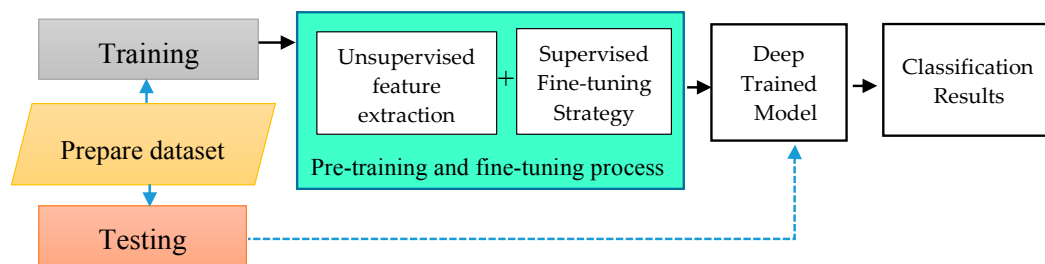 Training
Prepare dataset
Testing
Unsupervised
feature
extraction
+
Supervised
Fine-tuning
Strategy
Pre-training and fine-tuning process
Deep
Trained
Model
Classification
Results